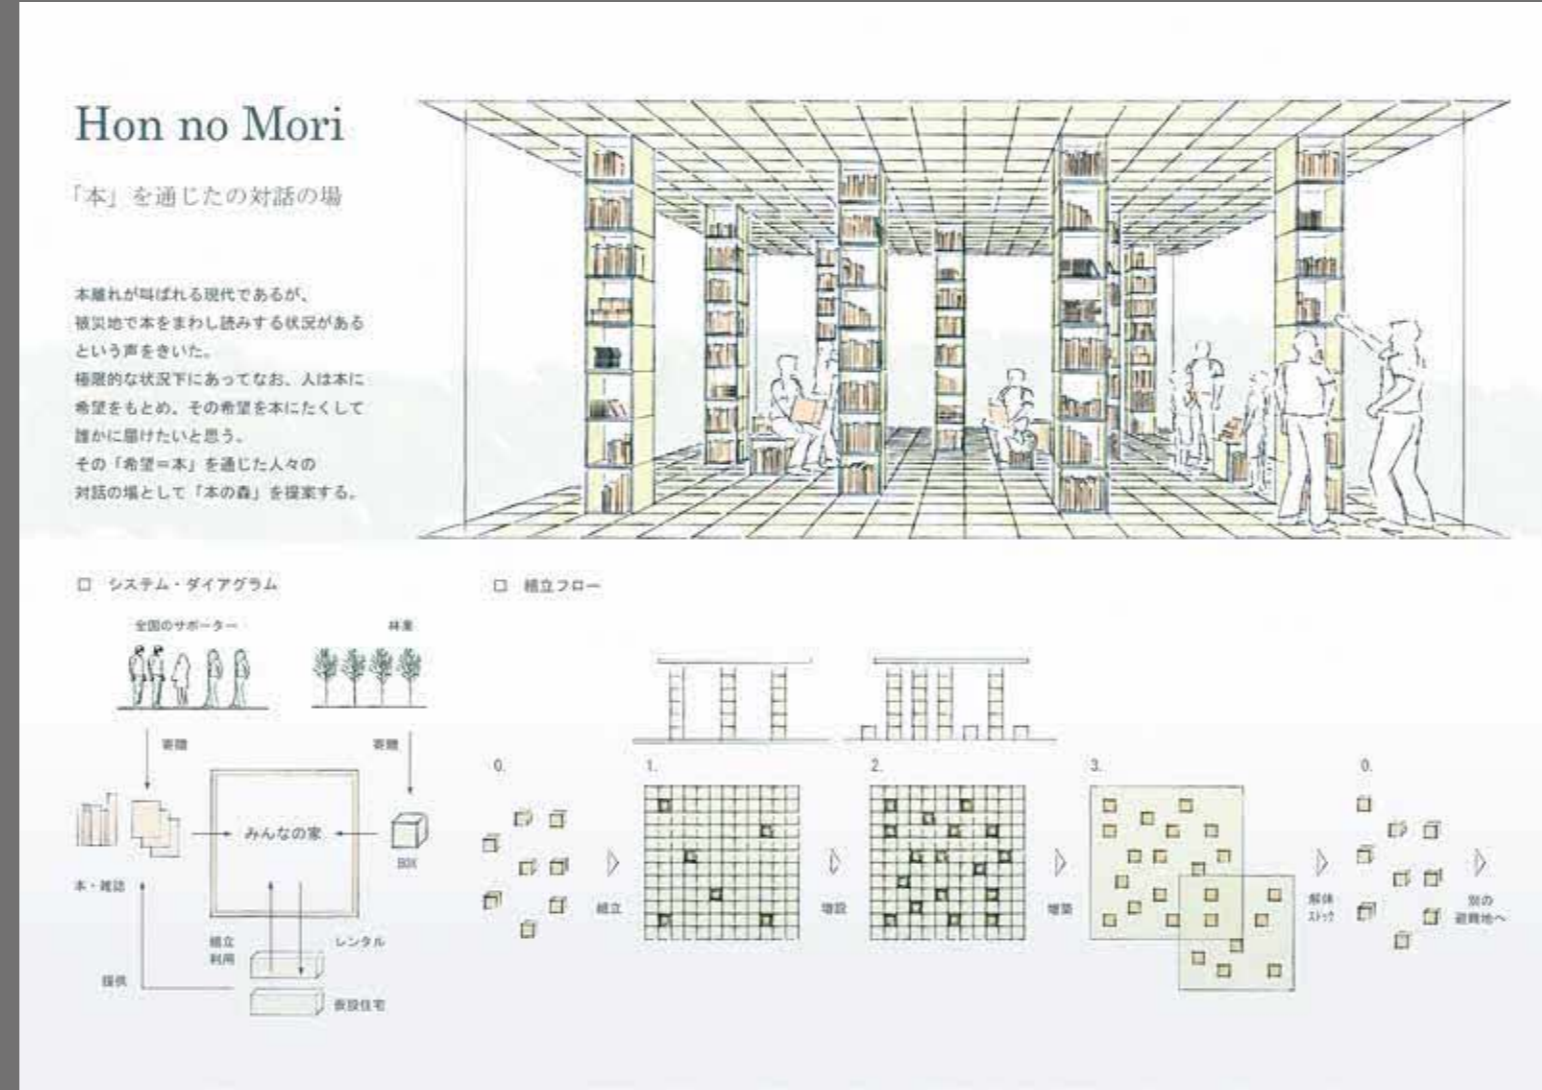 Hon no Mori
「本」を通じたの対話の場
本離れが叫ばれる現代であるが、
被災地で本をまわし読みする状況がある
という声をきいた。
極限的な状況下にあってなお、人は本に
希望をもとめ、その希望を本にたくして
誰かに届けたいと思う。
その「希望＝本」を通じた人々の
対話の場として「本の森」を提案する。
□ システム・ダイアグラム
全国のサポーター
林業
寄贈
寄贈
みんなの家
BOX
本・雑誌
組立
利用
レンタル
提供
仮設住宅
□ 組立フロー
0.
1.
2.
3.
0.
組立
増設
増築
解体
ストック
別の
避難地へ